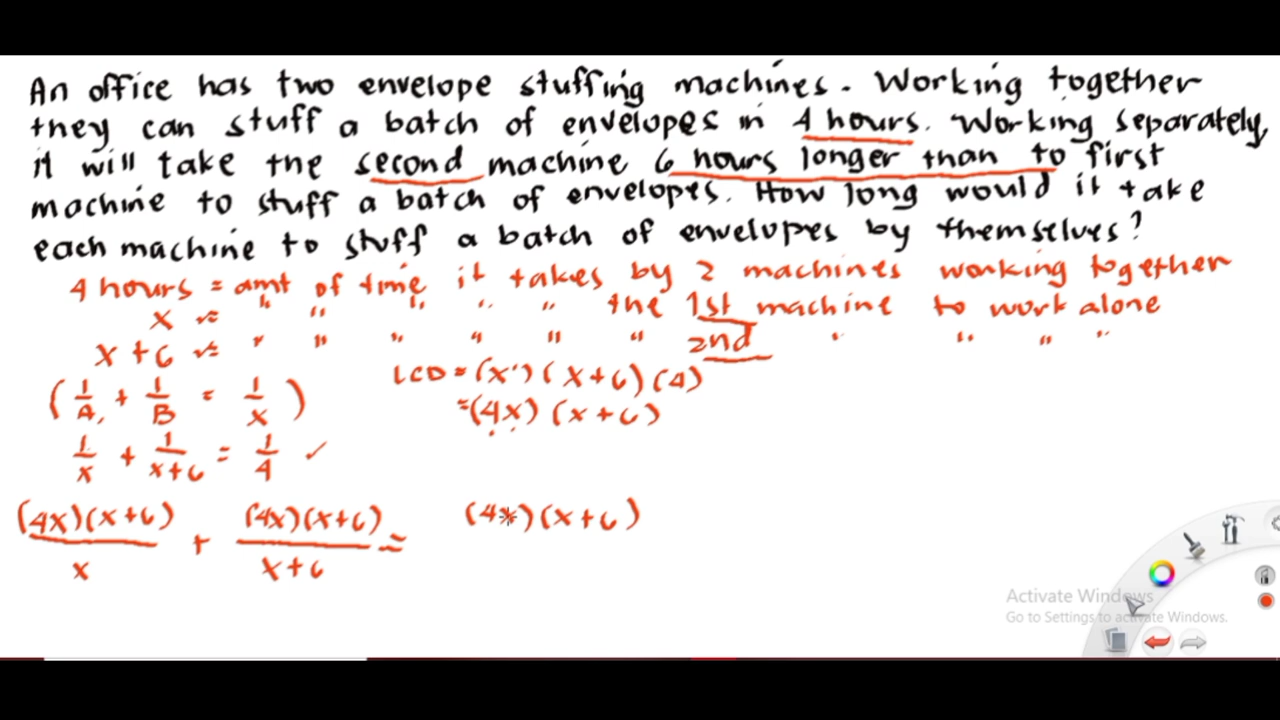 An office has two envelope stuffing machines. Working together
they can stuff a batch of envelopes in 4 hours. Working separately,
it will take the second machine 6 hours longer than to first
machine to stuff a batch of envelopes. How long would it take
each machine to stuff a batch of envelopes by themselves?
4 hours = amt of time it takes by 2 machines working together
x = " " " " " the 1st machine to work alone
x + 6 = " " " " " " 2nd " " " "
LCD = (x)(x+6)(4)
(1/A + 1/B = 1/x)
=(4x)(x+6)
1/x + 1/x+6 = 1/4 ✓
(4x)(x+6)/x + (4x)(x+6)/x+6 = (4x)(x+6)
Activate Windows
Go to Settings to activate Windows.